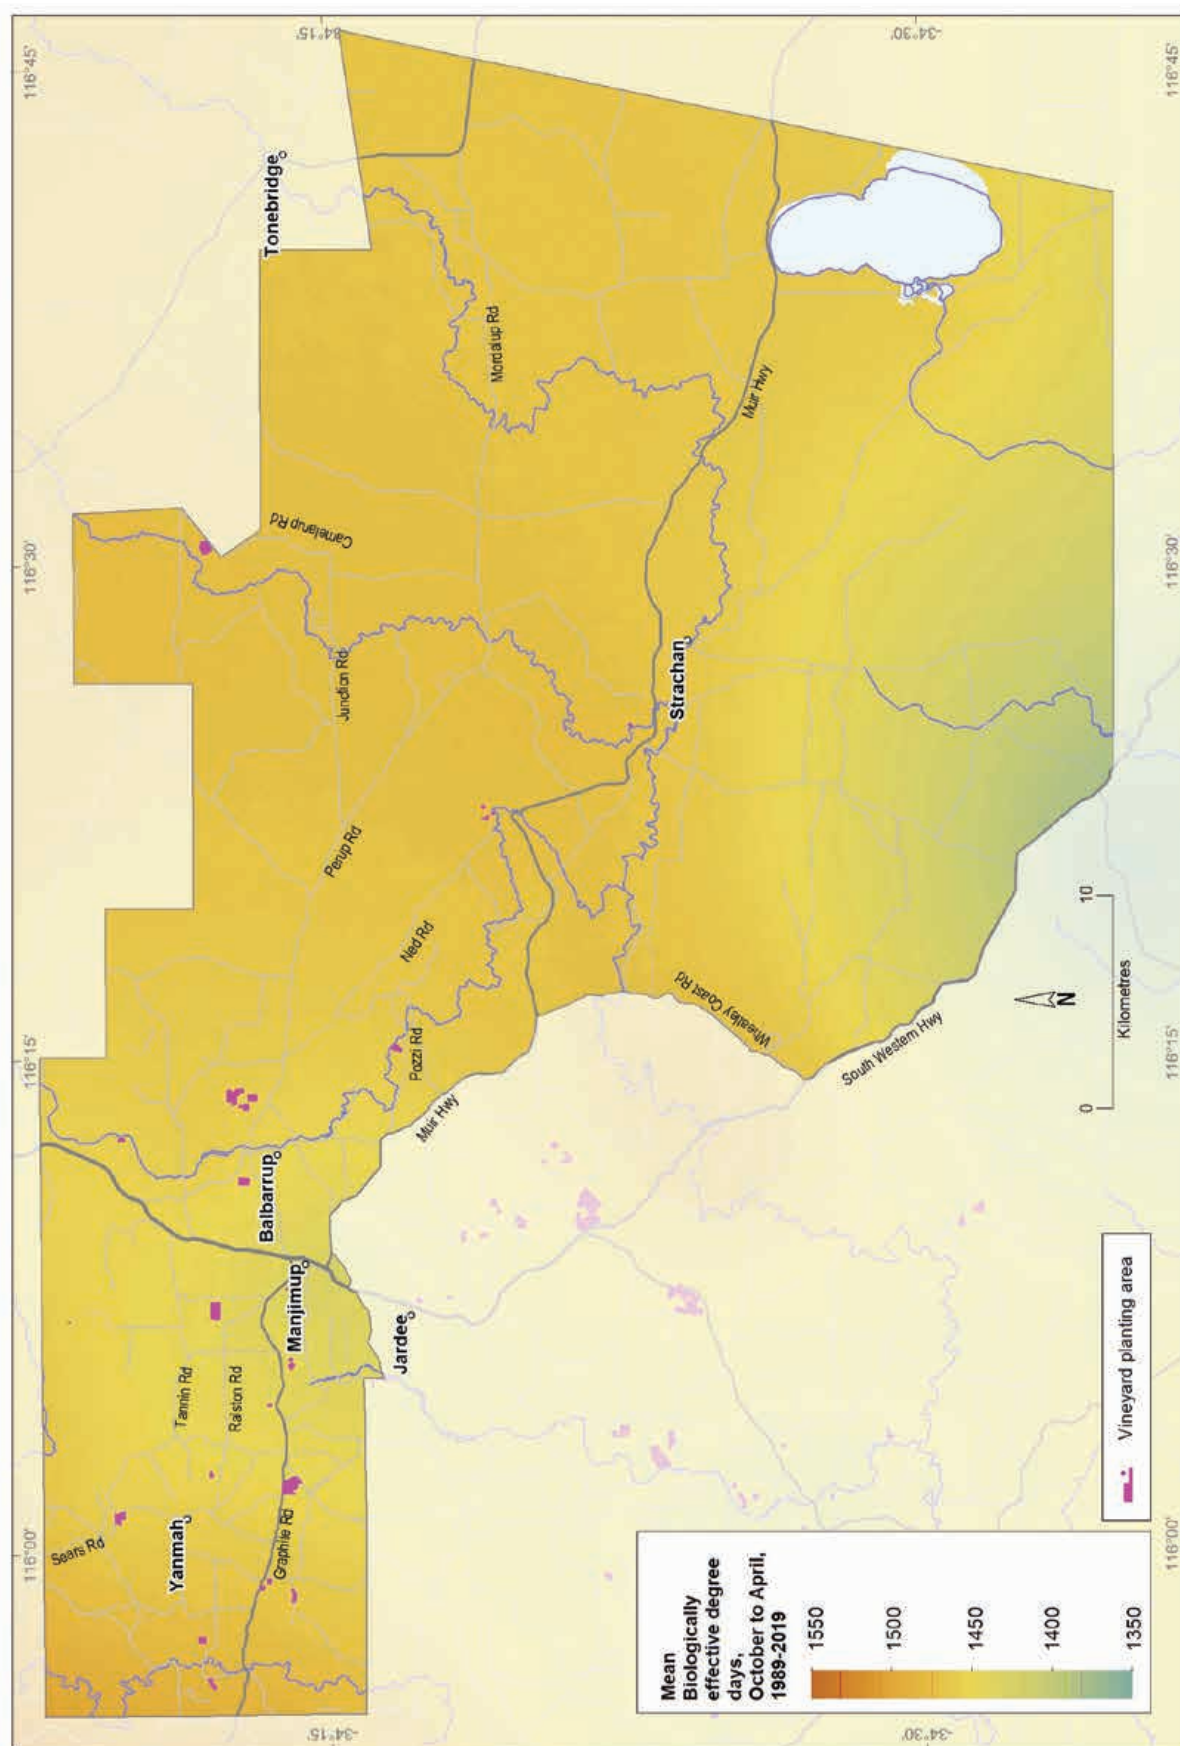 116°00'
116°15'
116°30'
116°45'
-34°15'
-34°15'
-34°30'
-34°30'
Sears Rd
Yanmah
Tannin Rd
Ralston Rd
Graphite Rd
Manjimup
Balbarrup
Jardee
Muir Hwy
Pozzi Rd
Ned Rd
Perup Rd
Junction Rd
Camelarup Rd
Tonebridge
Mordalup Rd
Strachan
Muir Hwy
Wheatley Coast Rd
South Western Hwy
Mean
Biologically
effective degree
days,
October to April,
1989-2019
1550
1500
1450
1400
1350
Vineyard planting area
N
0 10
Kilometres
116°00'
116°15'
116°30'
116°45'